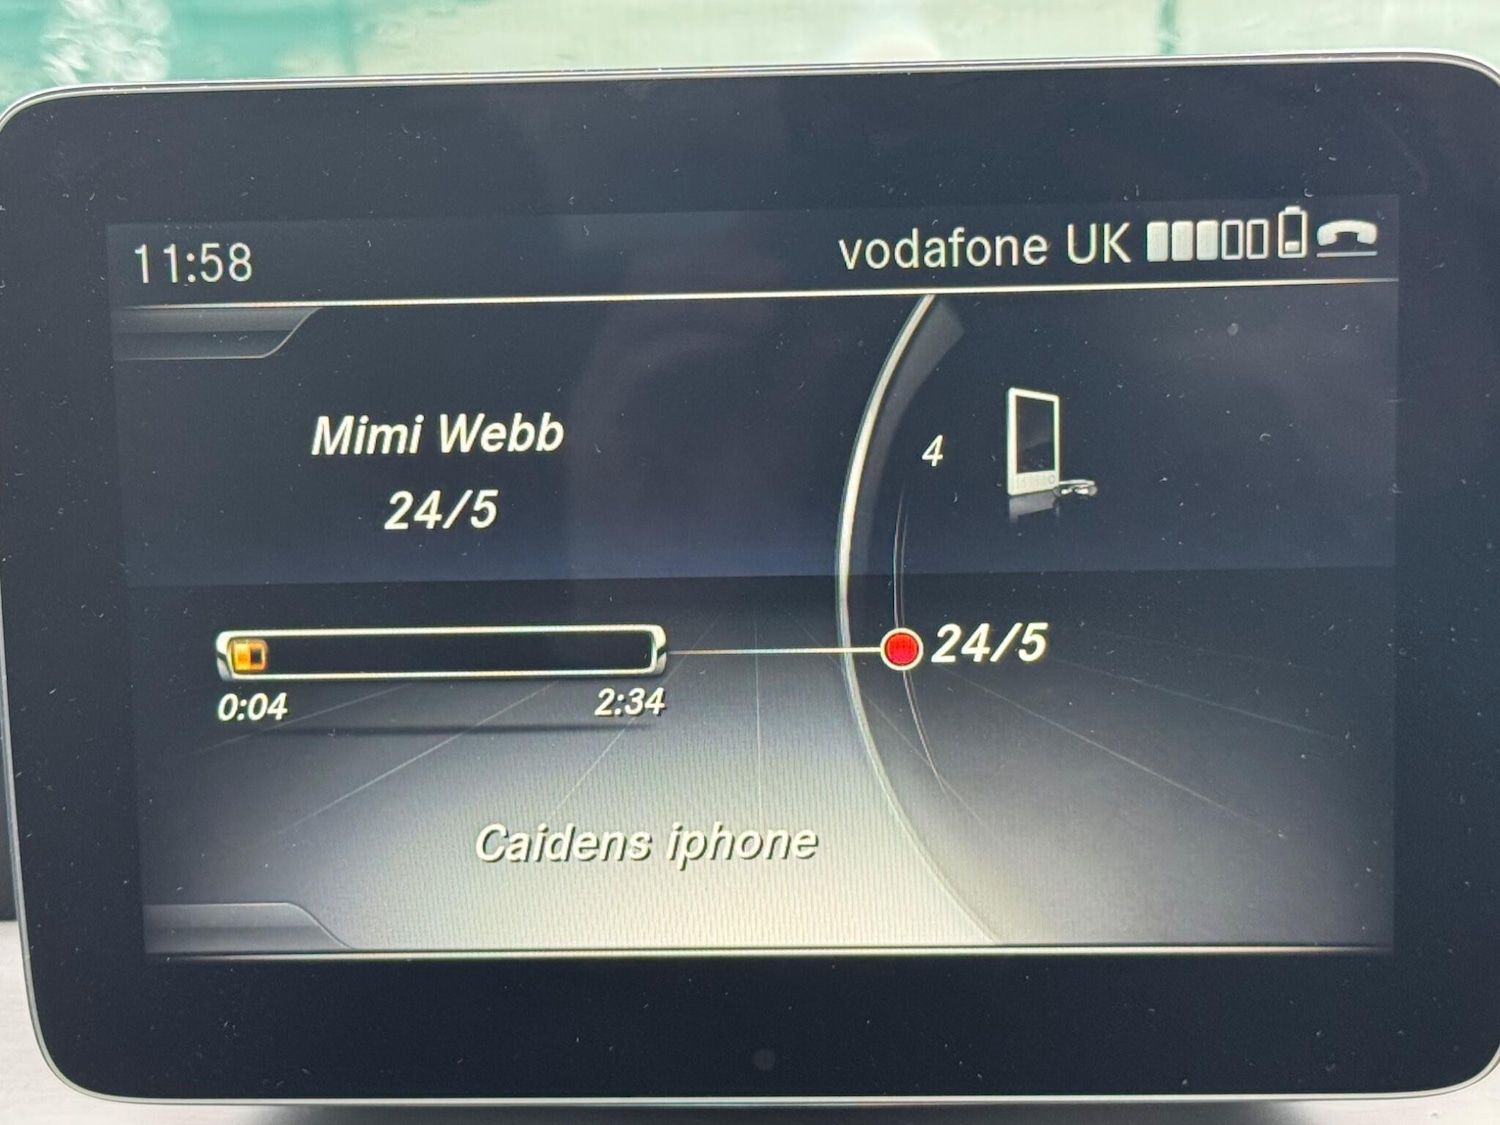 11:58
vodafone UK
Mimi Webb
24/5
4
24/5
0:04
2:34
Caidens iphone